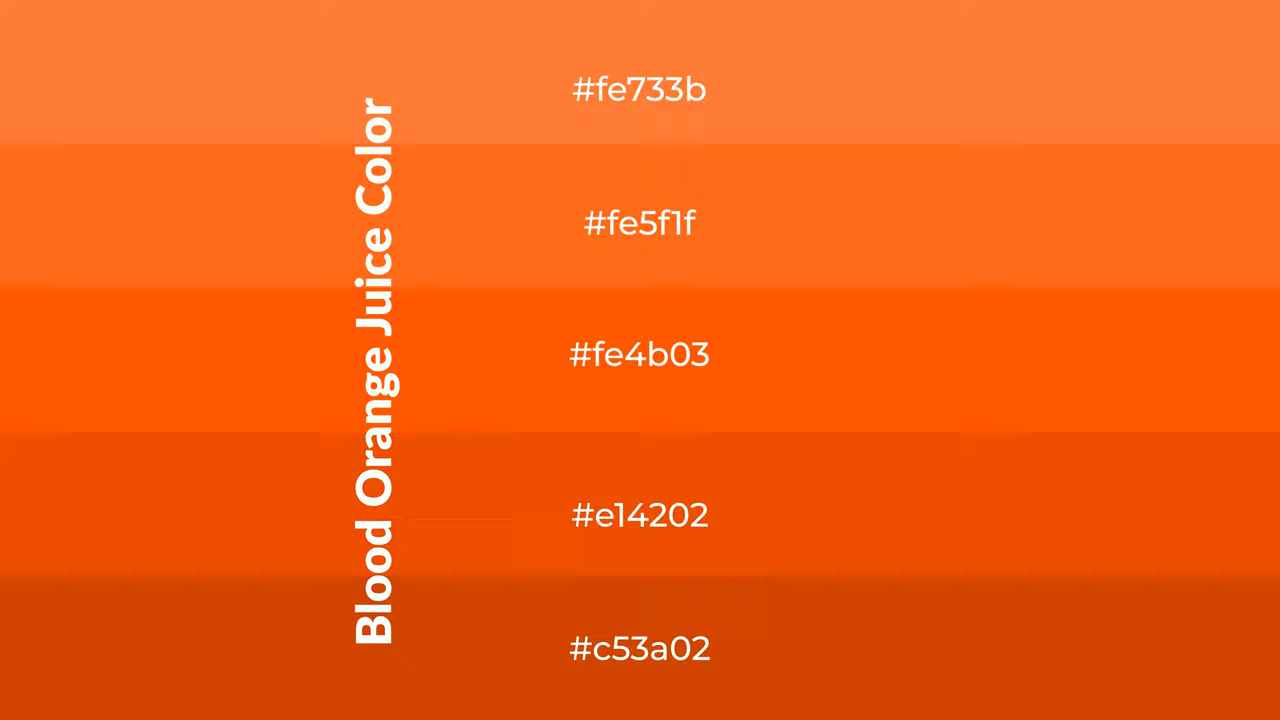 Blood Orange Juice Color
#fe733b
#fe5f1f
#fe4b03
#e14202
#c53a02